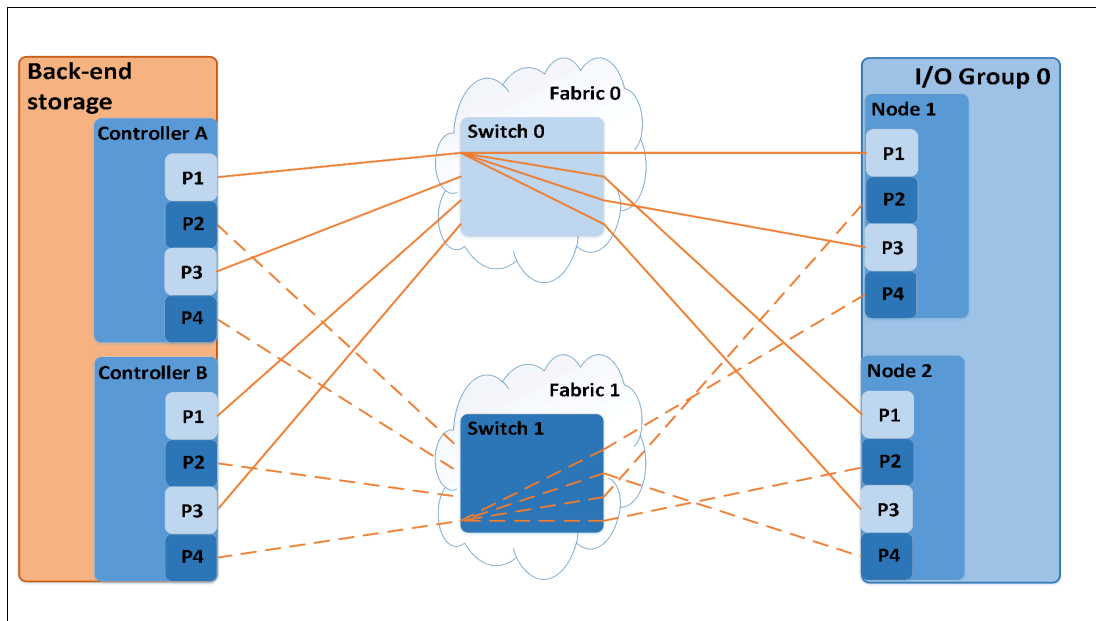 Back-end
storage
Controller A
P1
P2
P3
P4
Controller B
P1
P2
P3
P4
Fabric 0
Switch 0
Fabric 1
Switch 1
I/O Group 0
Node 1
P1
P2
P3
P4
Node 2
P1
P2
P3
P4